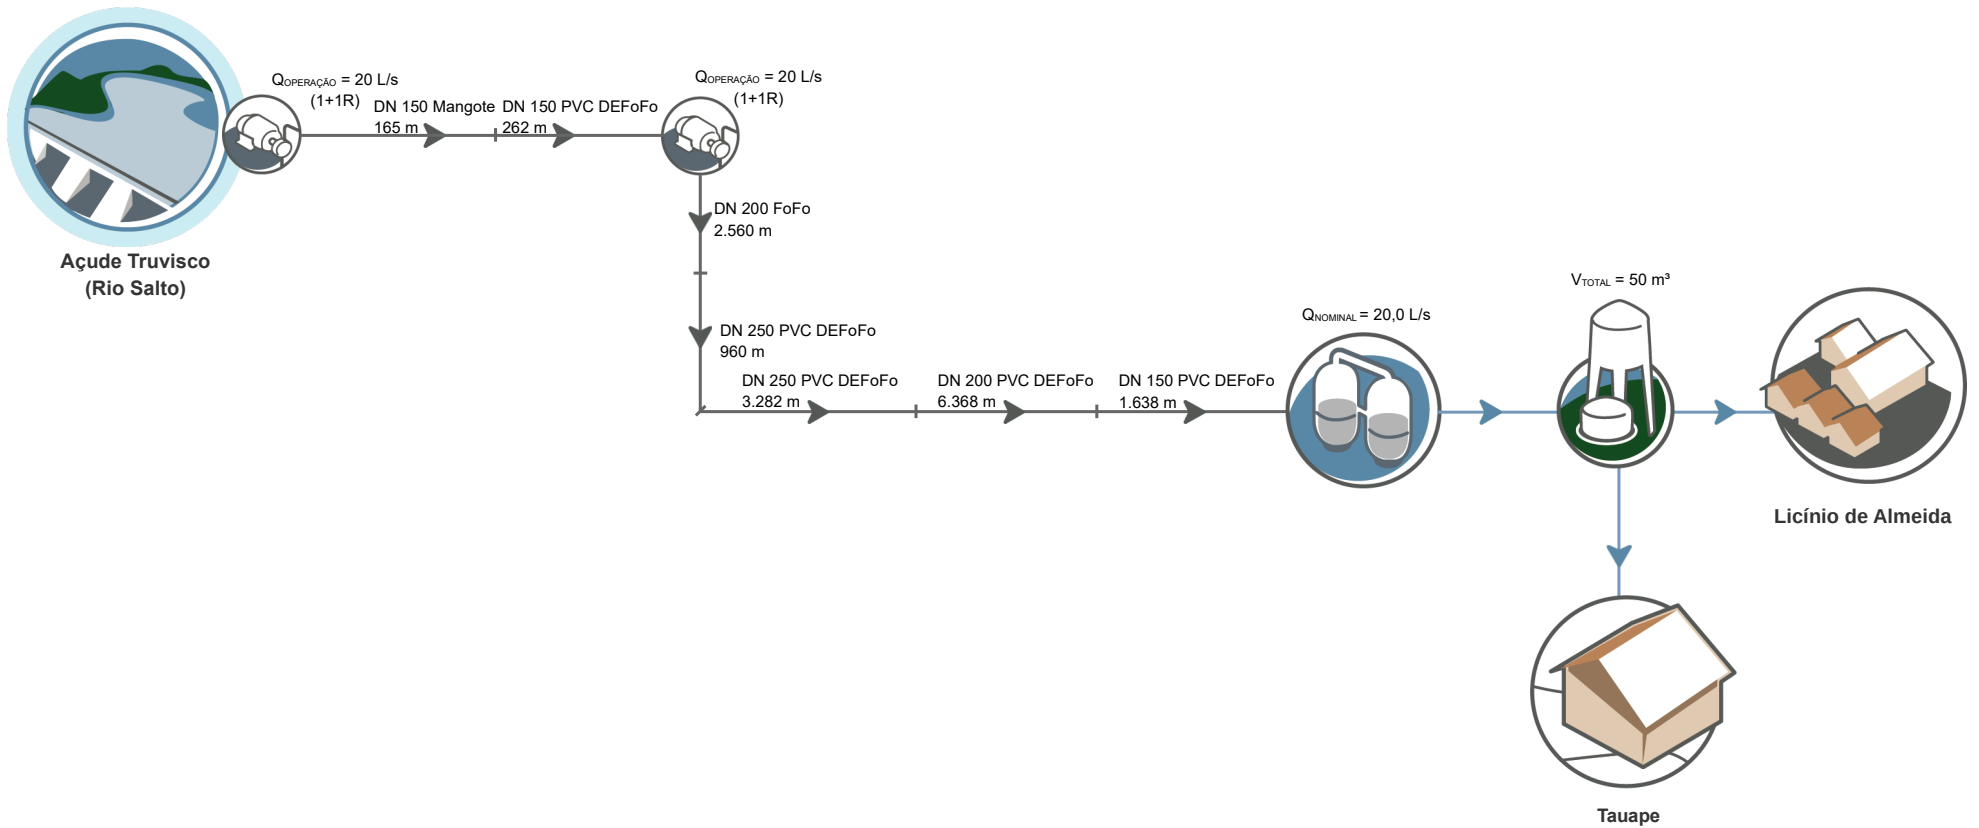 Q OPERAÇÃO = 20 L/s
(1+1R)
DN 150 Mangote
165 m
DN 150 PVC DEFoFo
262 m
Q OPERAÇÃO = 20 L/s
(1+1R)
Açude Truvisco
(Rio Salto)
DN 200 FoFo
2.560 m
DN 250 PVC DEFoFo
960 m
DN 250 PVC DEFoFo
3.282 m
DN 200 PVC DEFoFo
6.368 m
DN 150 PVC DEFoFo
1.638 m
Q NOMINAL = 20,0 L/s
V TOTAL = 50 m³
Licínio de Almeida
Tauape